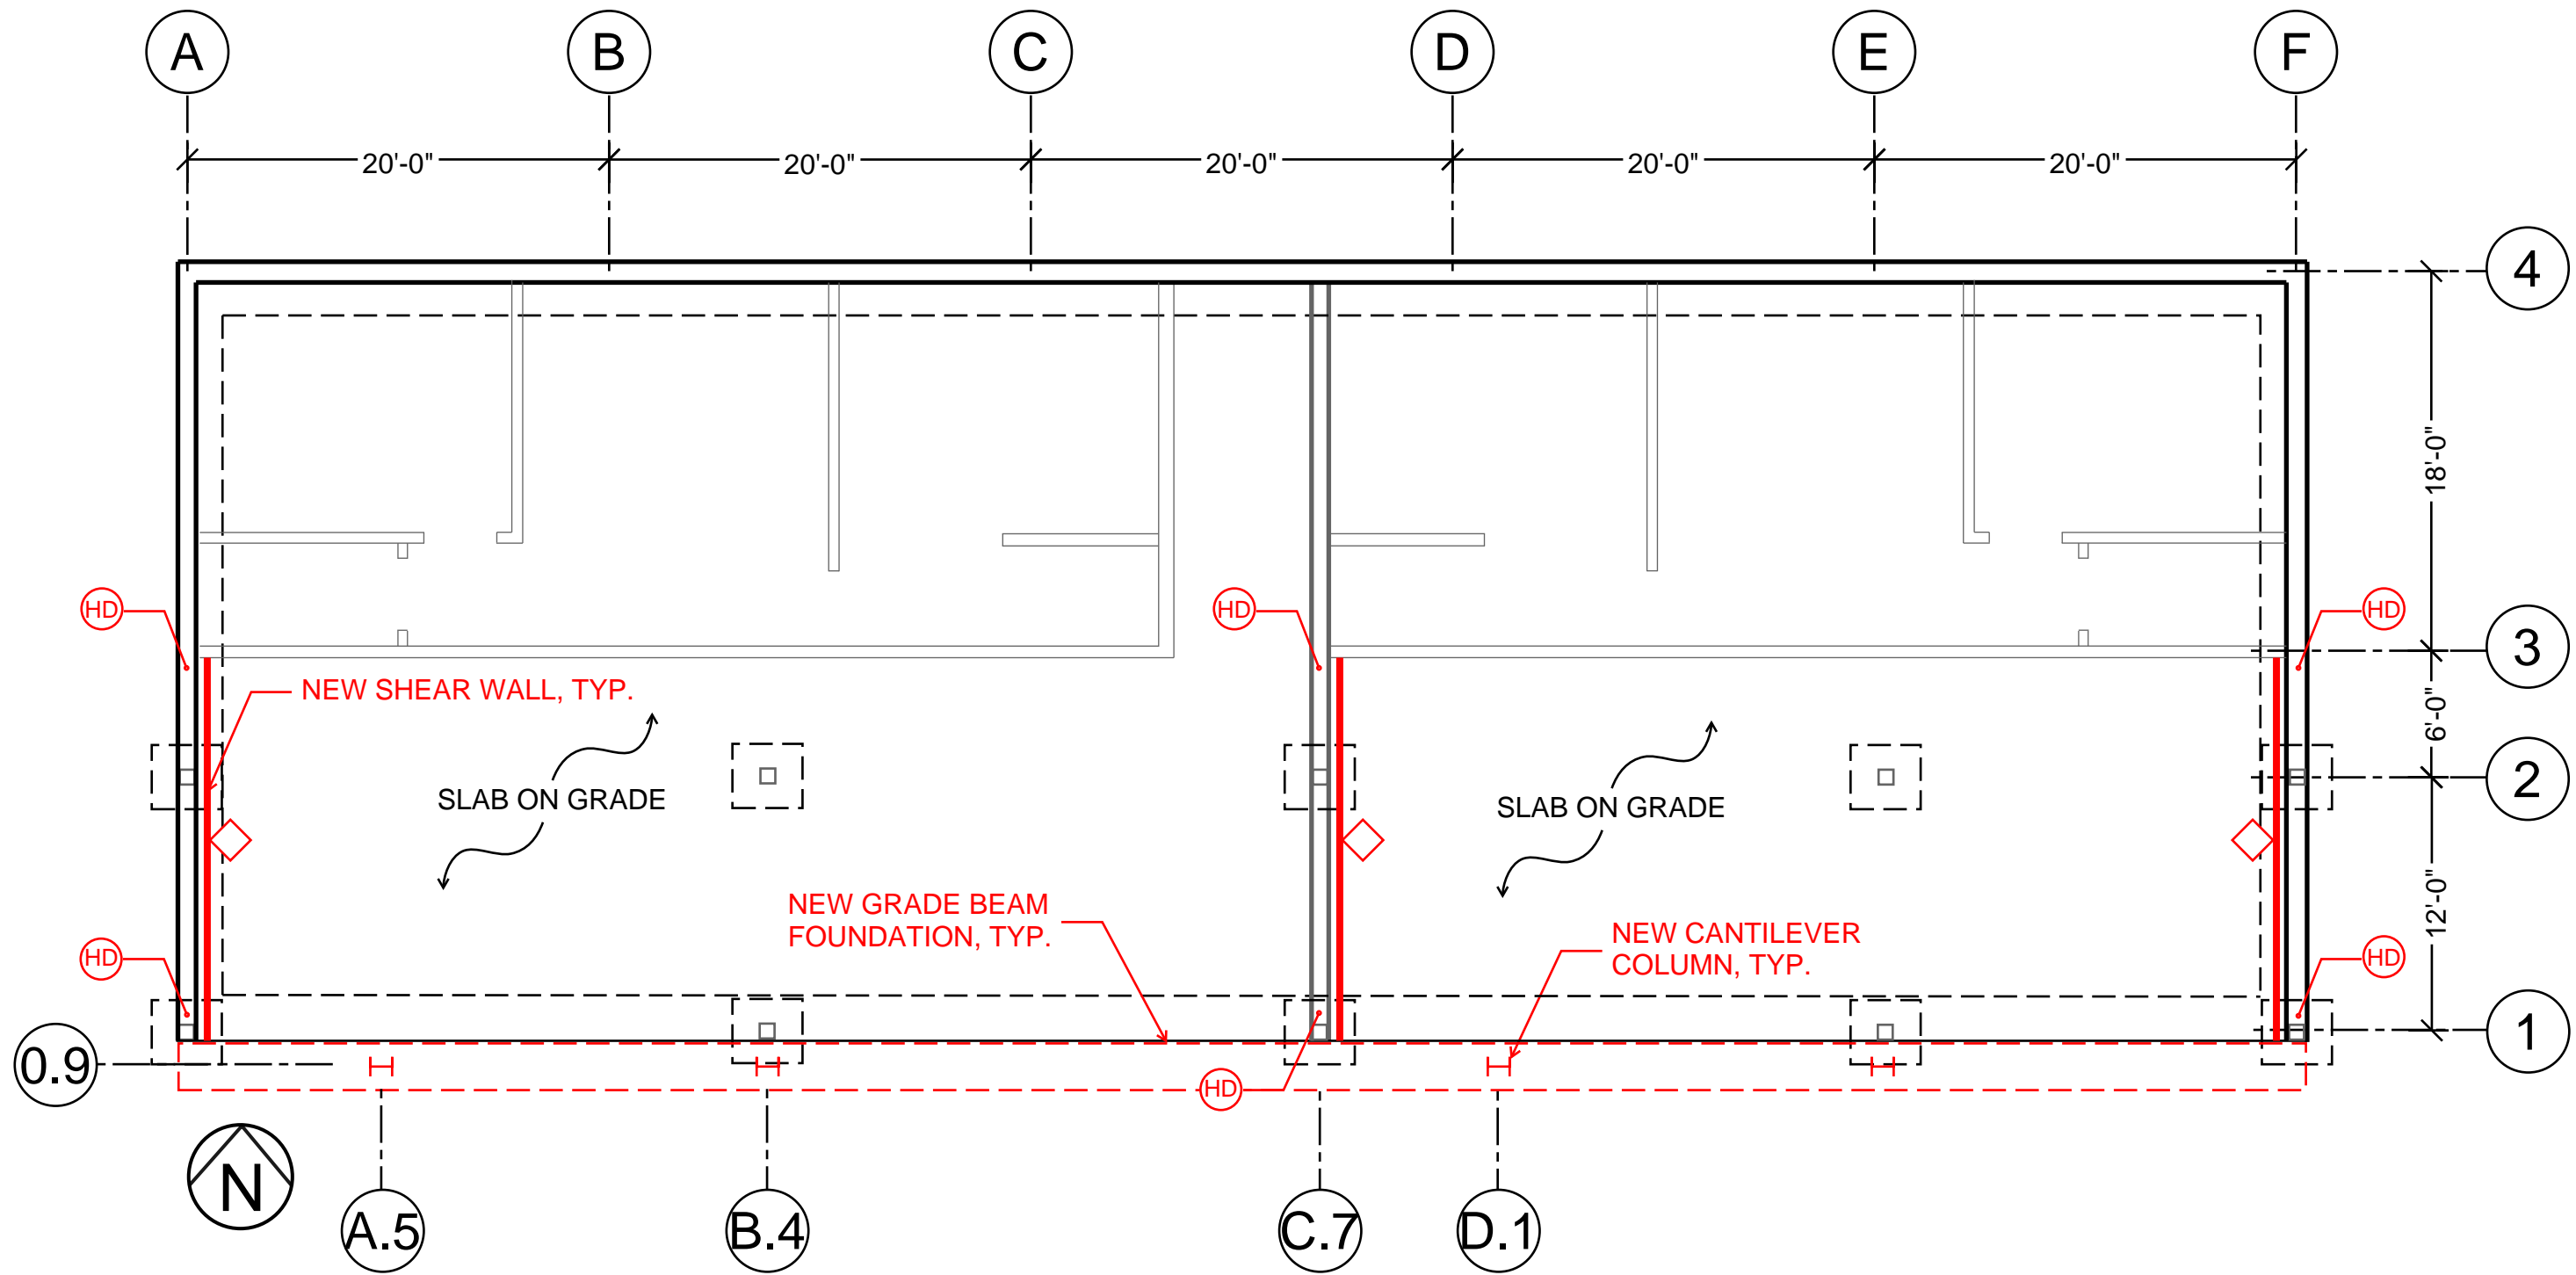 A
B
C
D
E
F
20'-0"
20'-0"
20'-0"
20'-0"
20'-0"
4
18'-0"
HD
HD
HD
3
NEW SHEAR WALL, TYP.
6'-0"
SLAB ON GRADE
SLAB ON GRADE
2
12'-0"
NEW GRADE BEAM
FOUNDATION, TYP.
NEW CANTILEVER
COLUMN, TYP.
HD
HD
1
0.9
HD
N
A.5
B.4
C.7
D.1